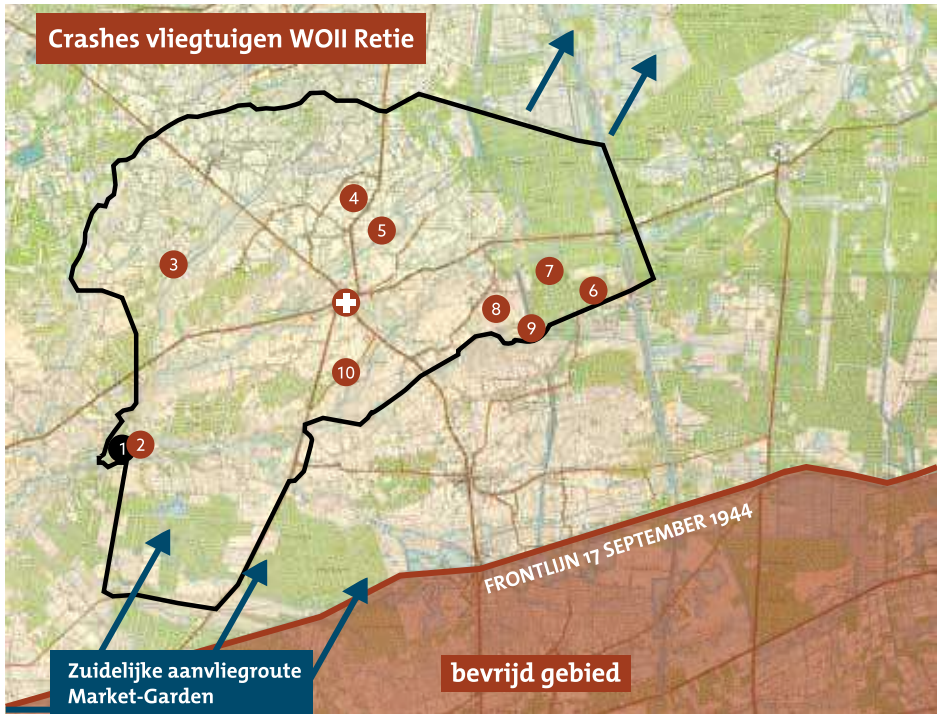 Crashes vliegtuigen WOII Retie
4
5
3
7
6
8
9
10
1
2
FRONTLIJN 17 SEPTEMBER 1944
Zuidelijke aanvliegroute
Market-Garden
bevrijd gebied